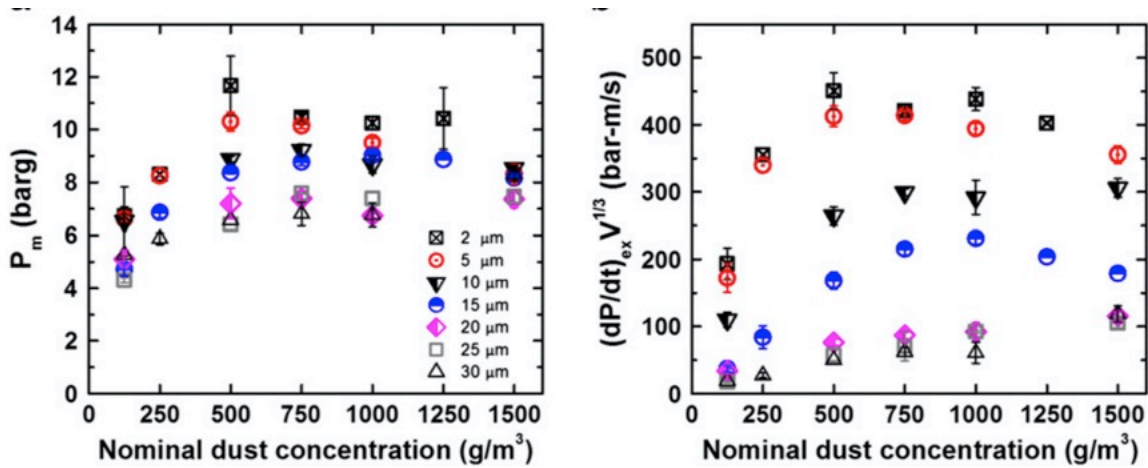 14
12
10
8
6
4
2
0
P_m (barg)
2 μm
5 μm
10 μm
15 μm
20 μm
25 μm
30 μm
0 250 500 750 1000 1250 1500
Nominal dust concentration (g/m³)
500
400
300
200
100
0
(dP/dt)_ex V^1/3 (bar-m/s)
0 250 500 750 1000 1250 1500
Nominal dust concentration (g/m³)